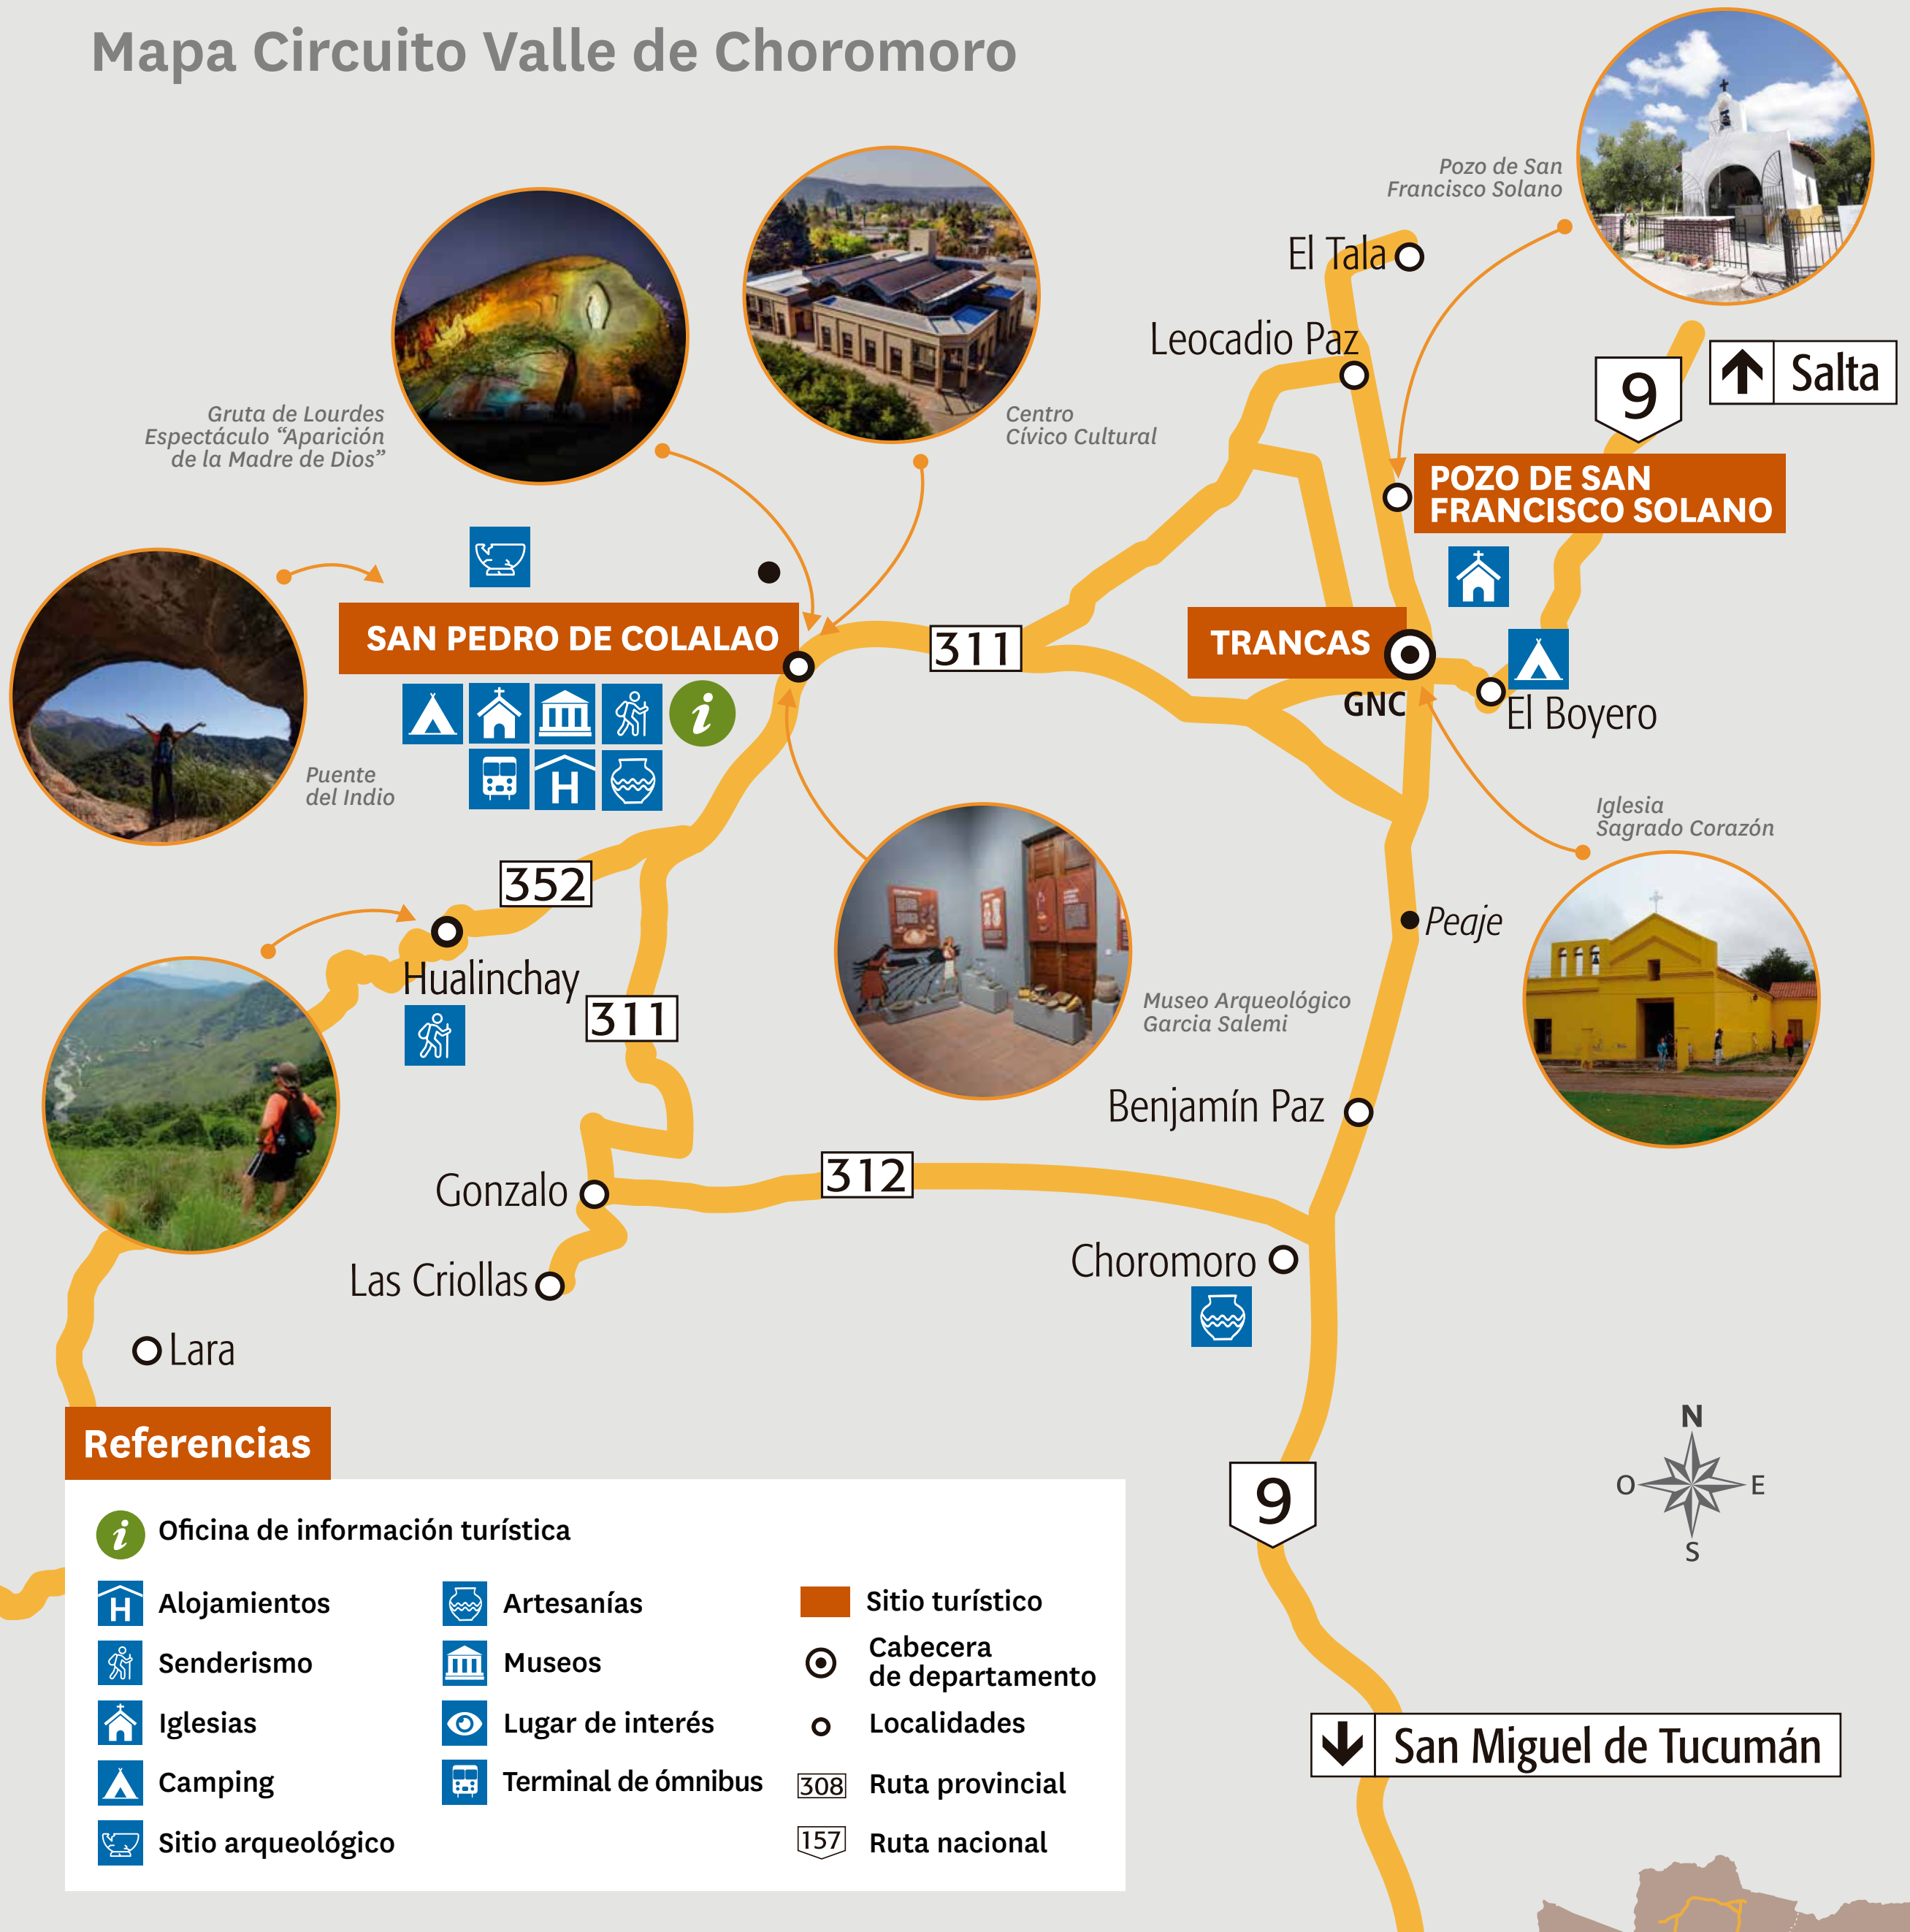 Mapa Circuito Valle de Choromoro
Pozo de San
Francisco Solano
El Tala
Leocadio Paz
9
Salta
Gruta de Lourdes
Espectáculo “Aparición
de la Madre de Dios”
Centro
Cívico Cultural
POZO DE SAN
FRANCISCO SOLANO
SAN PEDRO DE COLALAO
311
TRANCAS
GNC
El Boyero
i
H
Puente
del Indio
Iglesia
Sagrado Corazón
352
Peaje
Hualinchay
311
Museo Arqueológico
Garcia Salemi
Benjamín Paz
Gonzalo
312
Choromoro
Las Criollas
Lara
Referencias
N
O
E
S
9
i
Oficina de información turística
H
Alojamientos
Senderismo
Iglesias
Camping
Sitio arqueológico
Artesanías
Museos
Lugar de interés
Terminal de ómnibus
Sitio turístico
Cabecera
de departamento
Localidades
308
Ruta provincial
157
Ruta nacional
San Miguel de Tucumán